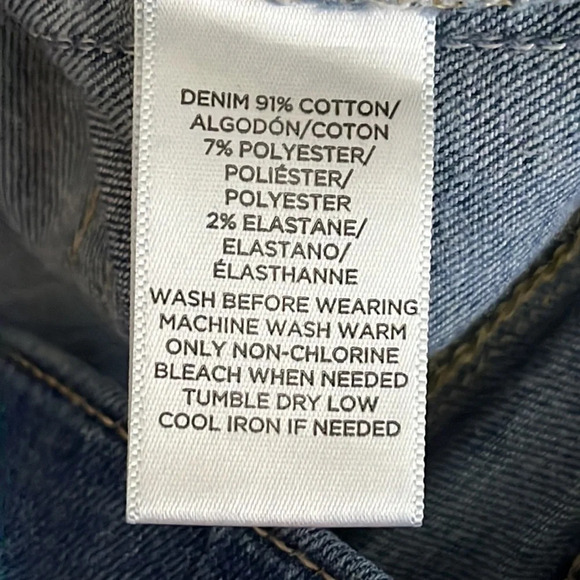 DENIM 91% COTTON/
ALGODÓN/COTON
7% POLYESTER/
POLIÉSTER/
POLYESTER
2% ELASTANE/
ELASTANO/
ÉLASTHANNE
WASH BEFORE WEARING
MACHINE WASH WARM
ONLY NON-CHLORINE
BLEACH WHEN NEEDED
TUMBLE DRY LOW
COOL IRON IF NEEDED